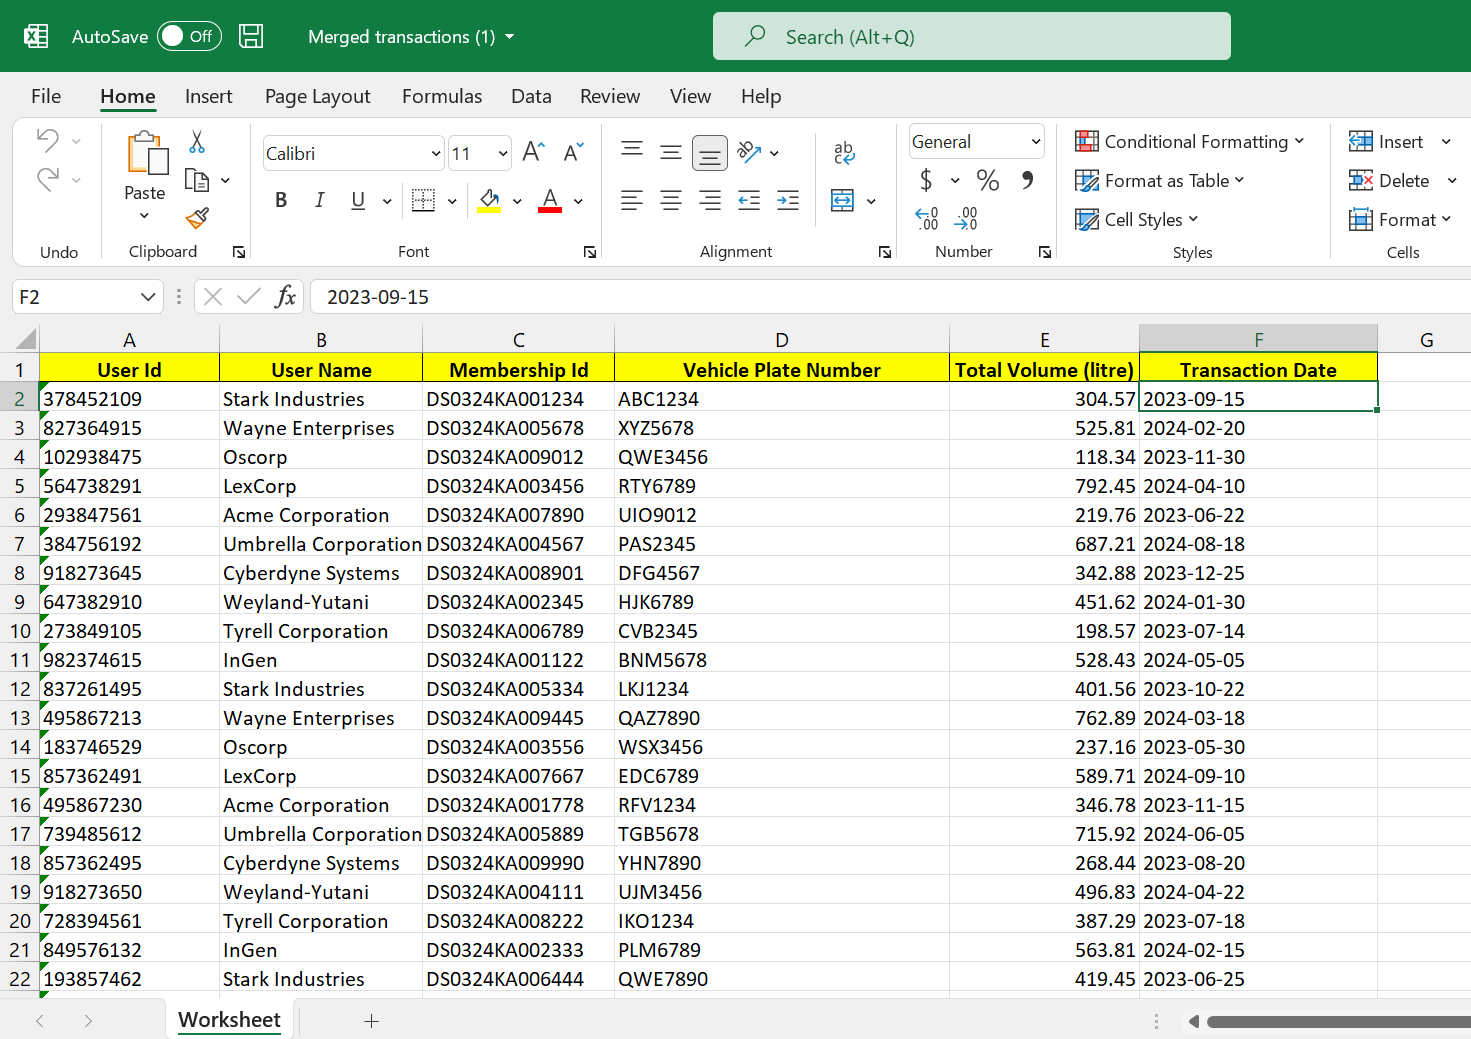 AutoSave Off Merged transactions (1) Search (Alt+Q)
File Home Insert Page Layout Formulas Data Review View Help
Paste
Calibri 11
B I U A
General
$ % ,
Conditional Formatting
Format as Table
Cell Styles
Insert
Delete
Format
Undo Clipboard Font Alignment Number Styles Cells
F2 fx 2023-09-15
A B C D E F G
1 User Id User Name Membership Id Vehicle Plate Number Total Volume (litre) Transaction Date
2 378452109 Stark Industries DS0324KA001234 ABC1234 304.57 2023-09-15
3 827364915 Wayne Enterprises DS0324KA005678 XYZ5678 525.81 2024-02-20
4 102938475 Oscorp DS0324KA009012 QWE3456 118.34 2023-11-30
5 564738291 LexCorp DS0324KA003456 RTY6789 792.45 2024-04-10
6 293847561 Acme Corporation DS0324KA007890 UIO9012 219.76 2023-06-22
7 384756192 Umbrella Corporation DS0324KA004567 PAS2345 687.21 2024-08-18
8 918273645 Cyberdyne Systems DS0324KA008901 DFG4567 342.88 2023-12-25
9 647382910 Weyland-Yutani DS0324KA002345 HJK6789 451.62 2024-01-30
10 273849105 Tyrell Corporation DS0324KA006789 CVB2345 198.57 2023-07-14
11 982374615 InGen DS0324KA001122 BNM5678 528.43 2024-05-05
12 837261495 Stark Industries DS0324KA005334 LKJ1234 401.56 2023-10-22
13 495867213 Wayne Enterprises DS0324KA009445 QAZ7890 762.89 2024-03-18
14 183746529 Oscorp DS0324KA003556 WSX3456 237.16 2023-05-30
15 857362491 LexCorp DS0324KA007667 EDC6789 589.71 2024-09-10
16 495867230 Acme Corporation DS0324KA001778 RFV1234 346.78 2023-11-15
17 739485612 Umbrella Corporation DS0324KA005889 TGB5678 715.92 2024-06-05
18 857362495 Cyberdyne Systems DS0324KA009990 YHN7890 268.44 2023-08-20
19 918273650 Weyland-Yutani DS0324KA004111 UJM3456 496.83 2024-04-22
20 728394561 Tyrell Corporation DS0324KA008222 IKO1234 387.29 2023-07-18
21 849576132 InGen DS0324KA002333 PLM6789 563.81 2024-02-15
22 193857462 Stark Industries DS0324KA006444 QWE7890 419.45 2023-06-25
Worksheet